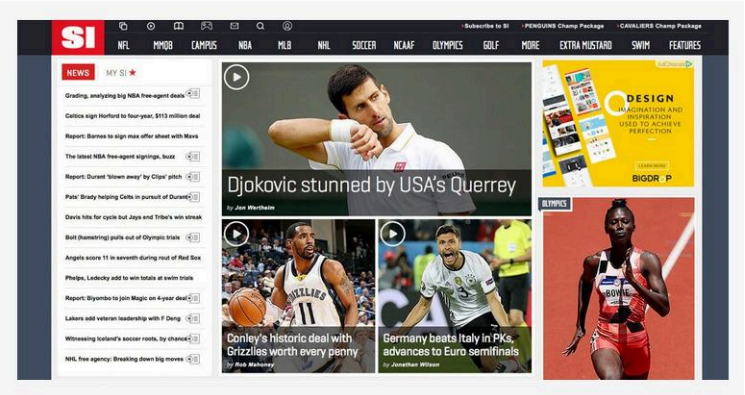 Subscribe to SI
PENGUINS Champ Package
CAVALIERS Champ Package
SI
NFL MMQB CAMPUS NBA MLB NHL SOCCER NCAAF OLYMPICS GOLF MORE EXTRA MUSTARD SWIM FEATURES
NEWS MY SI
Grading, analyzing big NBA free-agent deals
Celtics sign Horford to four-year, $113 million deal
Report: Barnes to sign max offer sheet with Mavs
The latest NBA free-agent signings, buzz
Report: Durant 'blown away' by Clips' pitch
Pats' Brady helping Celts in pursuit of Durant
Davis hits for cycle but Jays end Tribe's win streak
Bolt (hamstring) pulls out of Olympic trials
Angels score 11 in seventh during rout of Red Sox
Phelps, Ledecky add to win totals at swim trials
Report: Biyombo to join Magic on 4-year deal
Lakers add veteran leadership with F Deng
Witnessing Iceland's soccer roots, by chance
NHL free agency: Breaking down big moves
Djokovic stunned by USA's Querrey
by Jon Wertheim
GRIZZLIES
Conley's historic deal with
Grizzlies worth every penny
by Rob Mahoney
Germany beats Italy in PKs,
advances to Euro semifinals
by Jonathan Wilson
AdChoices
DESIGN
IMAGINATION AND
INSPIRATION
USED TO ACHIEVE
PERFECTION
LEARN MORE
BIGDROP
OLYMPICS
BOWIE